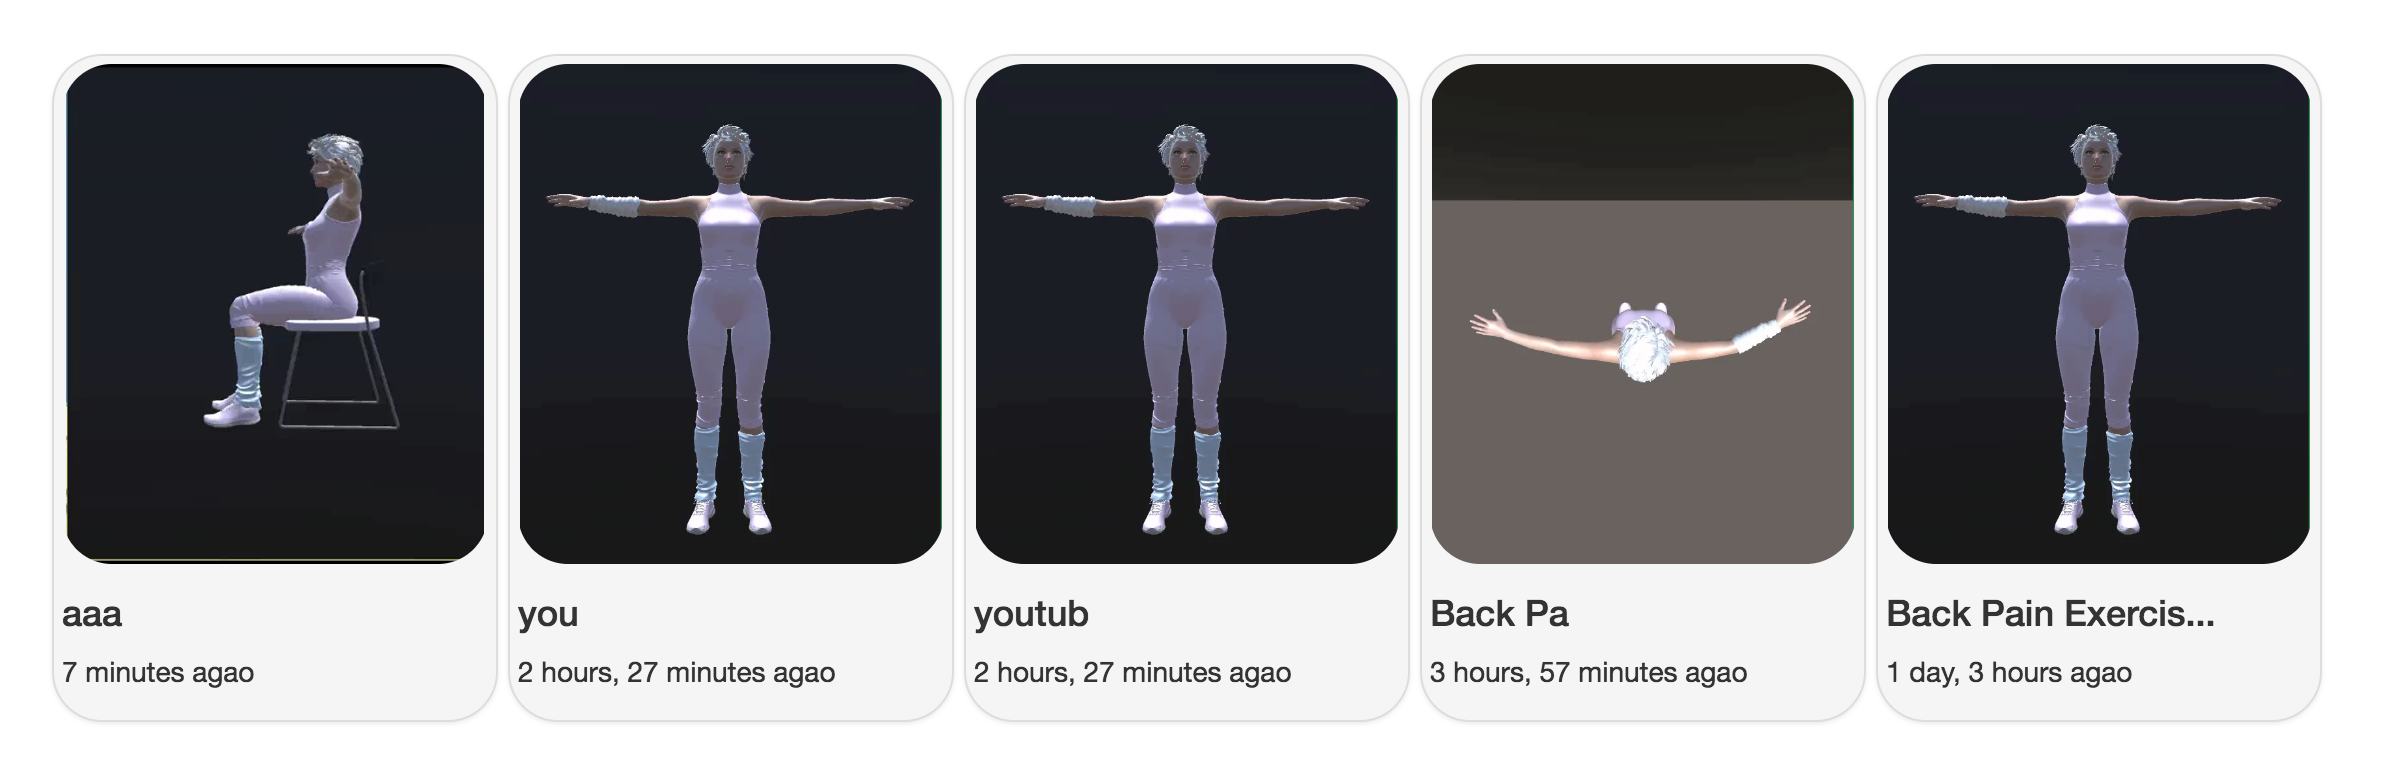 aaa
7 minutes agao
you
2 hours, 27 minutes agao
youtub
2 hours, 27 minutes agao
Back Pa
3 hours, 57 minutes agao
Back Pain Exercis...
1 day, 3 hours agao